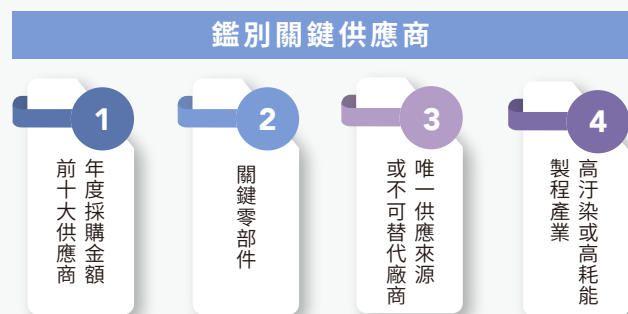 鑑別關鍵供應商
1
年度採購金額
前十大供應商
2
關鍵零部件
3
唯一供應來源
或不可替代廠商
4
高汙染或高耗能
製程產業